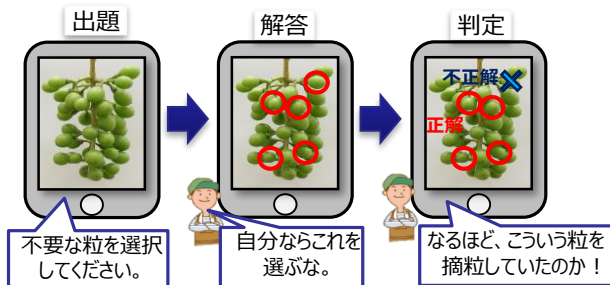 出題
解答
判定
不正解
正解
不要な粒を選択
してください。
自分ならこれを
選ぶな。
なるほど、こういう粒を
摘粒していたのか！